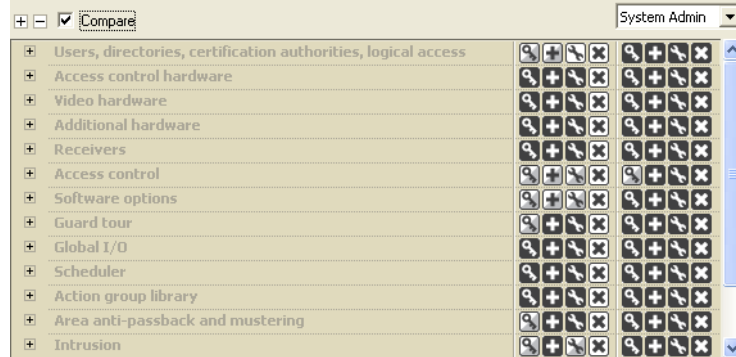 Compare
System Admin
Users, directories, certification authorities, logical access
Access control hardware
Video hardware
Additional hardware
Receivers
Access control
Software options
Guard tour
Global I/O
Scheduler
Action group library
Area anti-passback and mustering
Intrusion